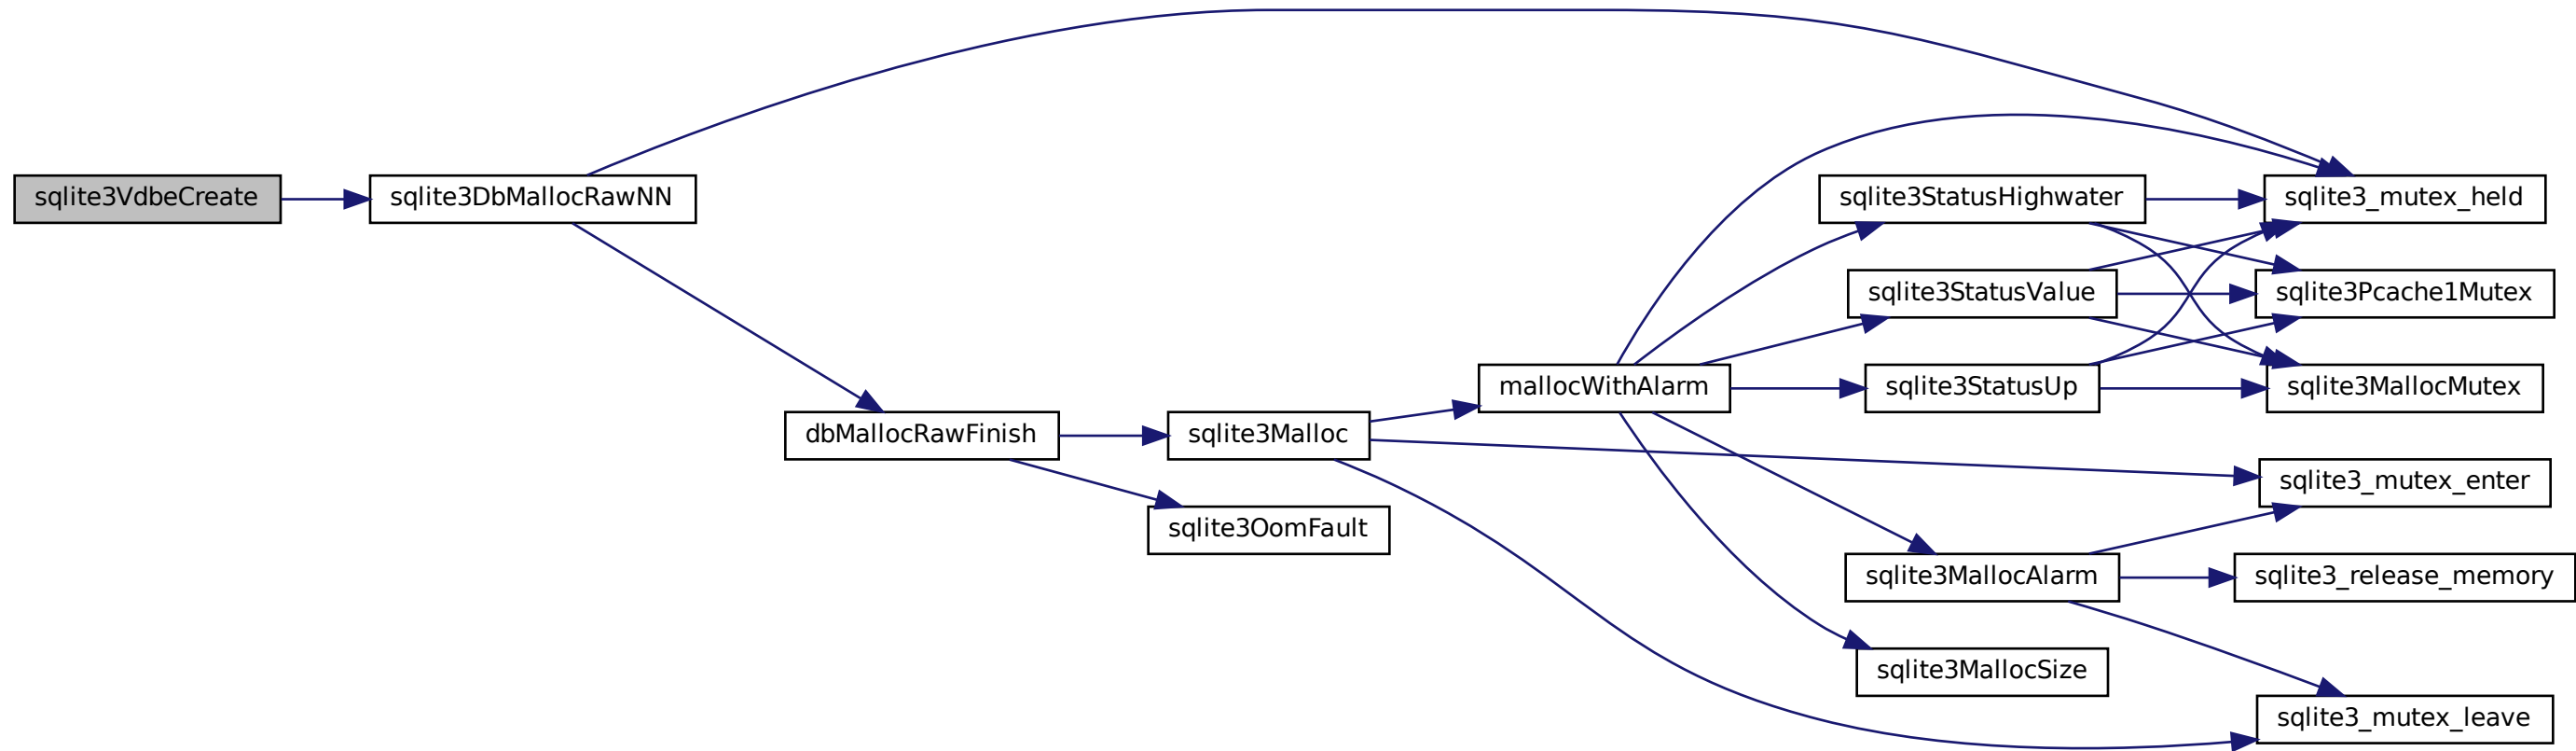 sqlite3VdbeCreate
sqlite3DbMallocRawNN
dbMallocRawFinish
sqlite3Malloc
sqlite3OomFault
mallocWithAlarm
sqlite3StatusHighwater
sqlite3StatusValue
sqlite3StatusUp
sqlite3MallocAlarm
sqlite3MallocSize
sqlite3_mutex_held
sqlite3Pcache1Mutex
sqlite3MallocMutex
sqlite3_mutex_enter
sqlite3_release_memory
sqlite3_mutex_leave